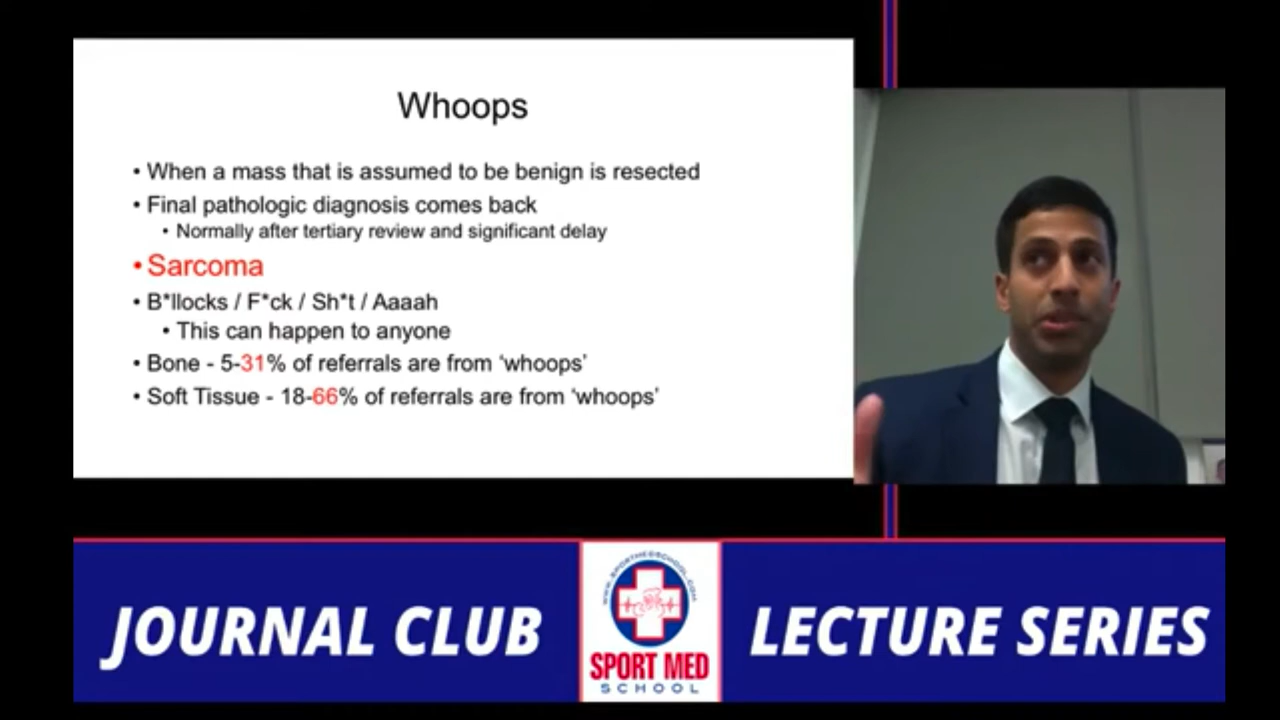 Whoops
• When a mass that is assumed to be benign is resected
• Final pathologic diagnosis comes back
• Normally after tertiary review and significant delay
• Sarcoma
• B*llocks / F*ck / Sh*t / Aaaah
• This can happen to anyone
• Bone - 5-31% of referrals are from ‘whoops’
• Soft Tissue - 18-66% of referrals are from ‘whoops’
JOURNAL CLUB
WWW.SPORTMEDSCHOOL.COM
SPORT MED
SCHOOL
LECTURE SERIES